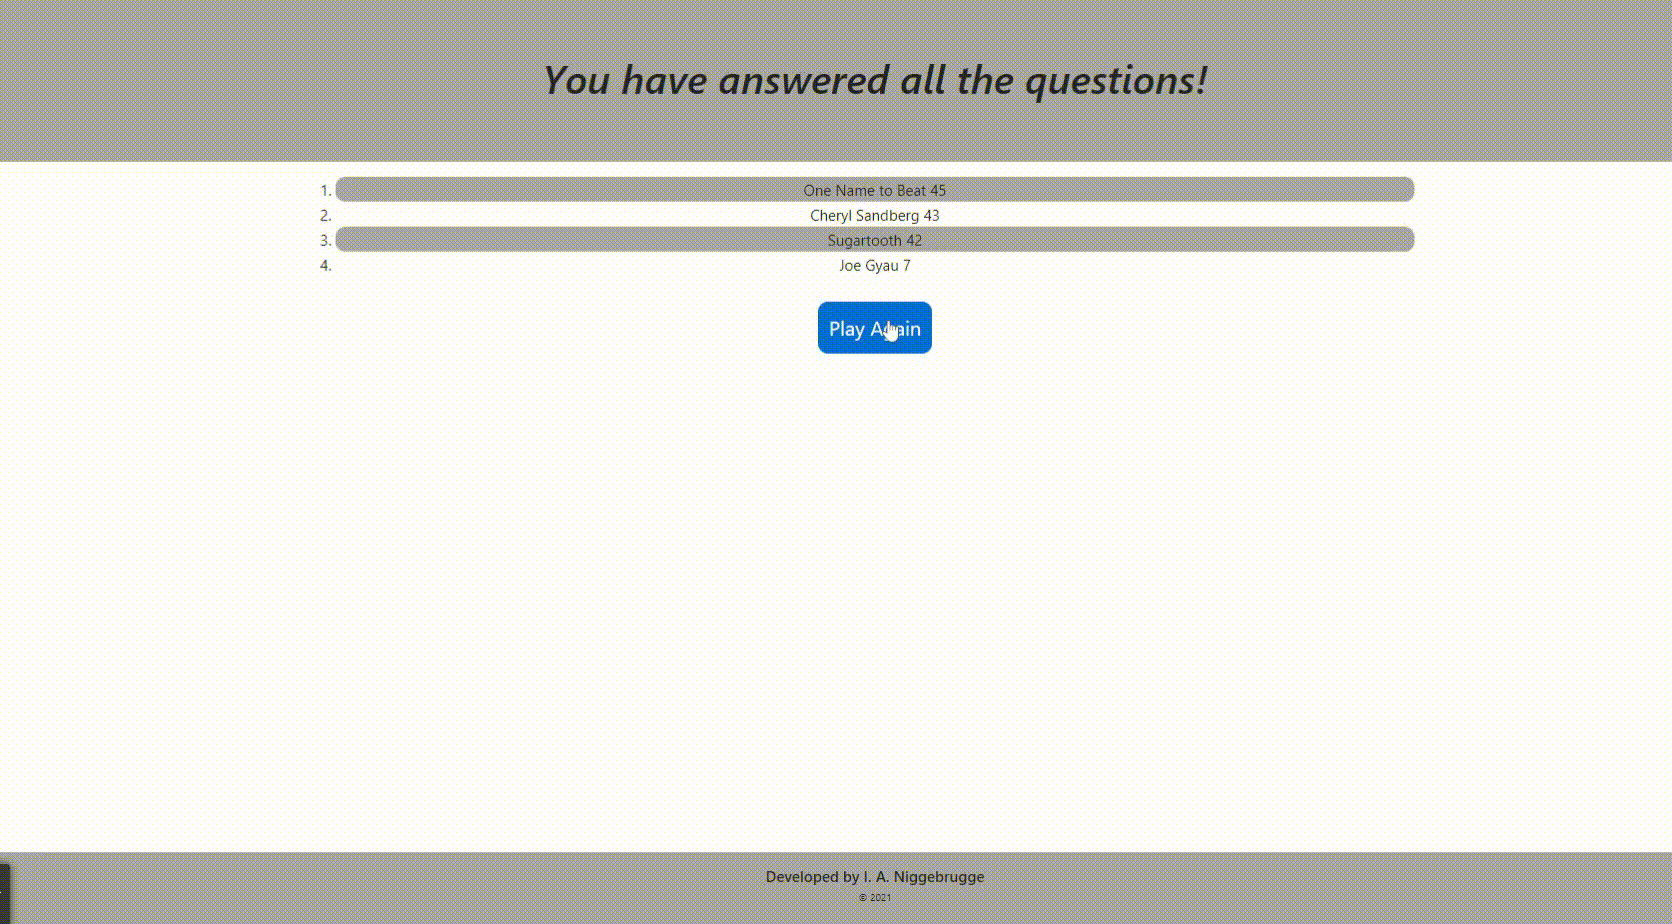 You have answered all the questions!
1. One Name to Beat 45
2. Cheryl Sandberg 43
3. Sugartooth 42
4. Joe Gyau 7
Play Again
Developed by I. A. Niggebrugge
© 2021